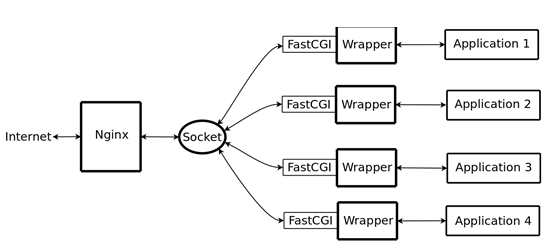 FastCGI Wrapper Application 1
FastCGI Wrapper Application 2
Internet Nginx Socket
FastCGI Wrapper Application 3
FastCGI Wrapper Application 4